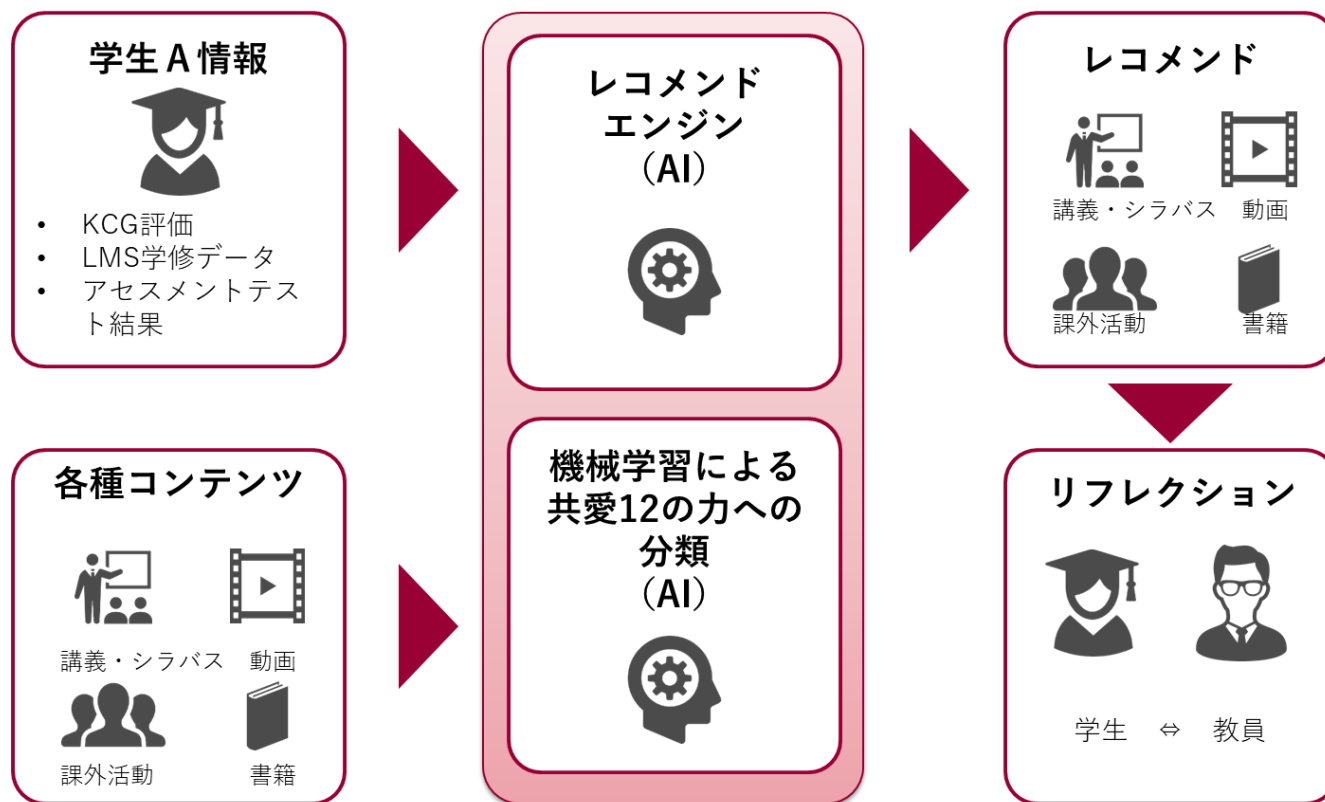 学生A情報
• KCG評価
• LMS学修データ
• アセスメントテス
ト結果
各種コンテンツ
講義・シラバス 動画
課外活動 書籍
レコメンド
エンジン
(AI)
機械学習による
共愛12の力への
分類
(AI)
レコメンド
講義・シラバス 動画
課外活動 書籍
リフレクション
学生 ⇔ 教員